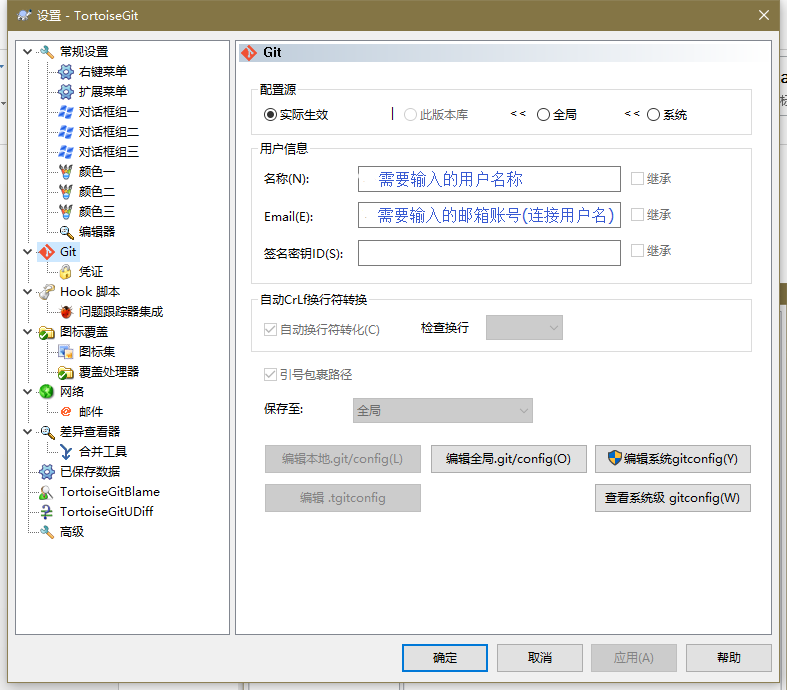 设置 - TortoiseGit
常规设置
右键菜单
扩展菜单
对话框组一
对话框组二
对话框组三
颜色一
颜色二
颜色三
编辑器
Git
凭证
Hook 脚本
问题跟踪器集成
图标覆盖
图标集
覆盖处理器
网络
邮件
差异查看器
合并工具
已保存数据
TortoiseGitBlame
TortoiseGitUDiff
高级
Git
配置源
实际生效 此版本库 << 全局 << 系统
用户信息
名称(N): 需要输入的用户名称 继承
Email(E): 需要输入的邮箱账号(连接用户名) 继承
签名密钥ID(S): 继承
自动CrLf换行符转换
自动换行符转化(C) 检查换行
引号包裹路径
保存至: 全局
编辑本地.git/config(L) 编辑全局.git/config(O) 编辑系统gitconfig(Y)
编辑 .tgitconfig 查看系统级 gitconfig(W)
确定 取消 应用(A) 帮助